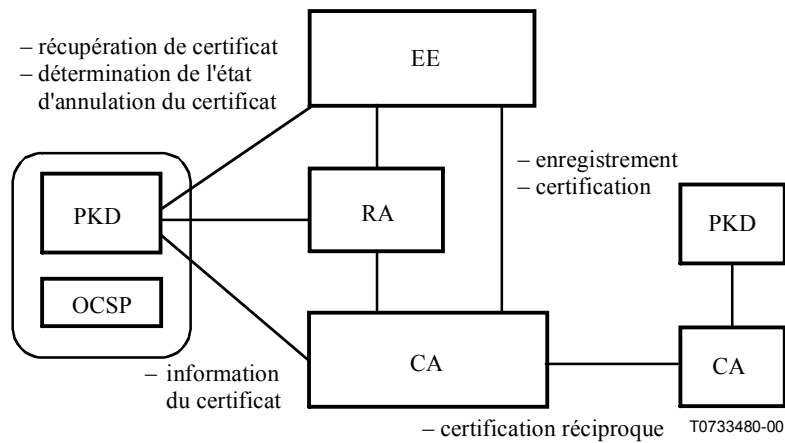 – récupération de certificat
– détermination de l'état
d'annulation du certificat
EE
– enregistrement
– certification
PKD
RA
PKD
OCSP
CA
CA
– information
du certificat
– certification réciproque
T0733480-00